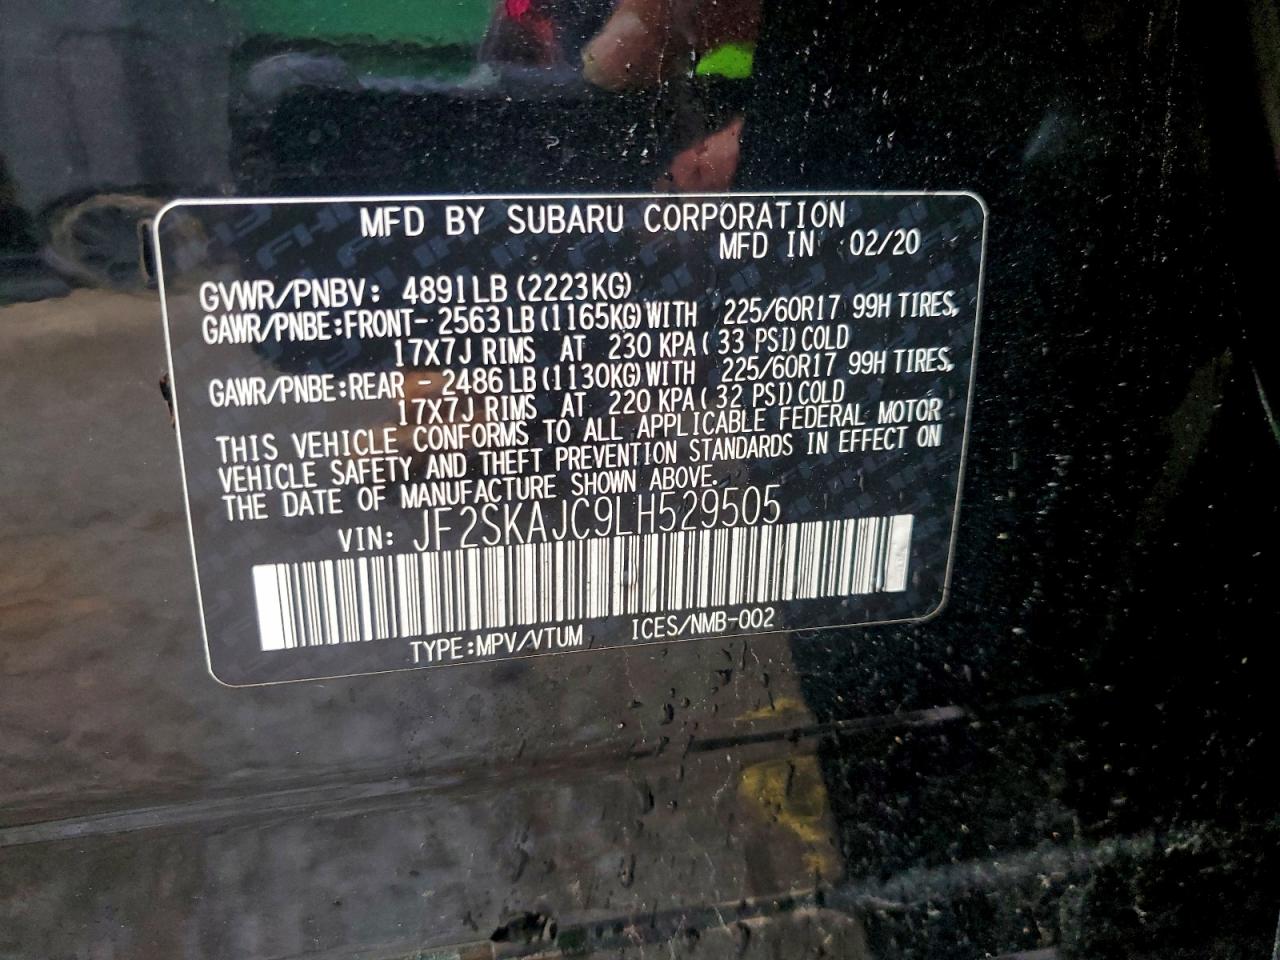 MFD BY SUBARU CORPORATION
MFD IN 02/20
GVWR/PNBV: 4891LB (2223KG)
GAWR/PNBE:FRONT- 2563LB (1165KG) WITH 225/60R17 99H TIRES,
17X7J RIMS AT 230 KPA( 33 PSI) COLD
GAWR/PNBE:REAR - 2486LB (1130KG) WITH 225/60R17 99H TIRES,
17X7J RIMS AT 220 KPA( 32 PSI) COLD
THIS VEHICLE CONFORMS TO ALL APPLICABLE FEDERAL MOTOR
VEHICLE SAFETY AND THEFT PREVENTION STANDARDS IN EFFECT ON
THE DATE OF MANUFACTURE SHOWN ABOVE.
VIN: JF2SKAJC9LH529505
TYPE:MPV/VTUM ICES/NMB-002